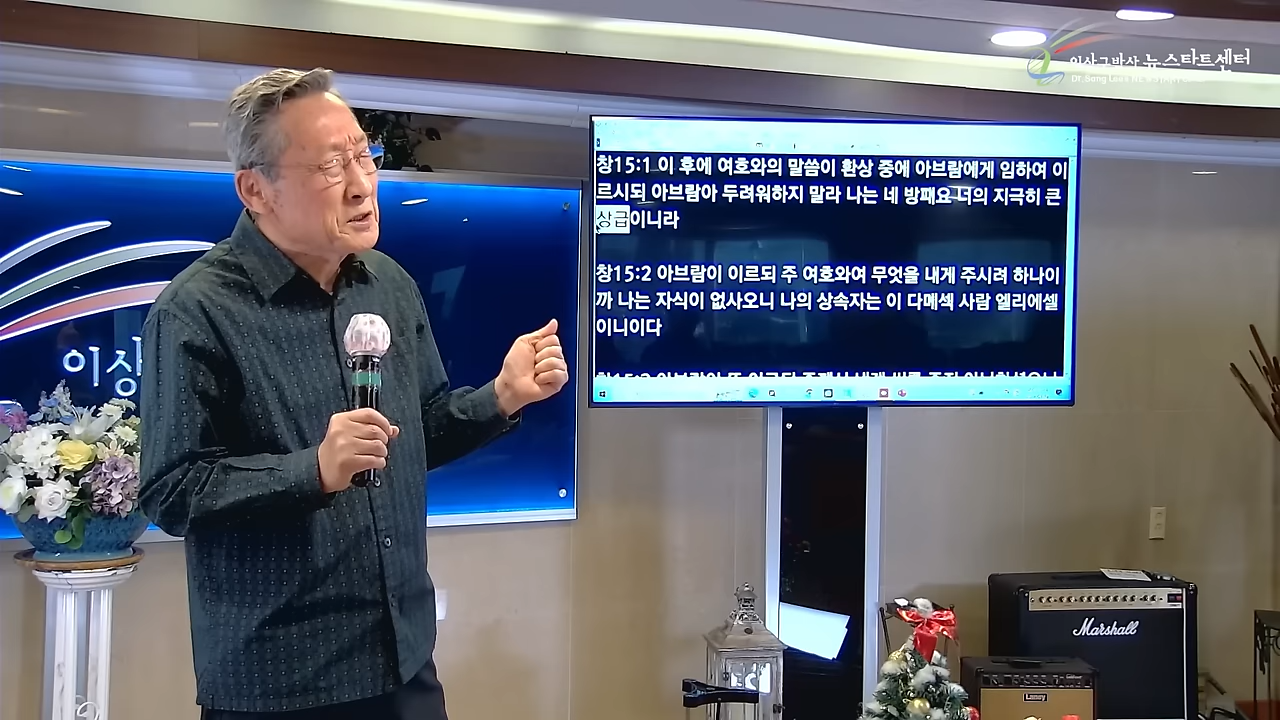 이상구박사 뉴스타트센터
창15:1 이 후에 여호와의 말씀이 환상 중에 아브람에게 임하여 이
르시되 아브람아 두려워하지 말라 나는 네 방패요 너의 지극히 큰
상급이니라
창15:2 아브람이 이르되 주 여호와여 무엇을 내게 주시려 하나이
까 나는 자식이 없사오니 나의 상속자는 이 다메섹 사람 엘리에셀
이니이다
이상
Marshall
Laney